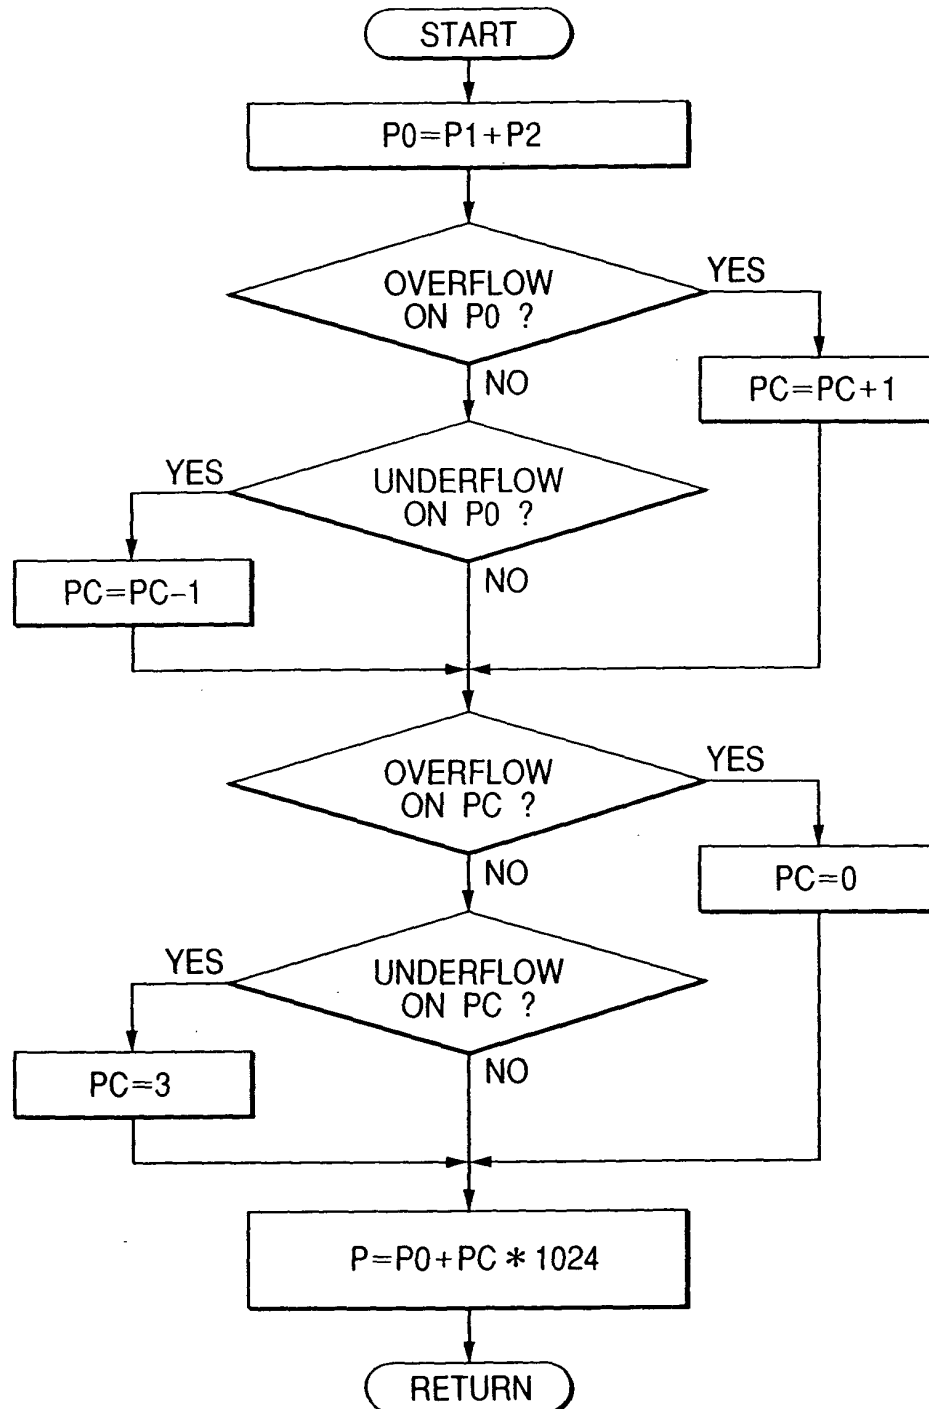 START
P0=P1+P2
OVERFLOW
ON P0 ?
YES
NO
PC=PC+1
UNDERFLOW
ON P0 ?
YES
NO
PC=PC-1
OVERFLOW
ON PC ?
YES
NO
PC=0
UNDERFLOW
ON PC ?
YES
NO
PC=3
P=P0+PC*1024
RETURN